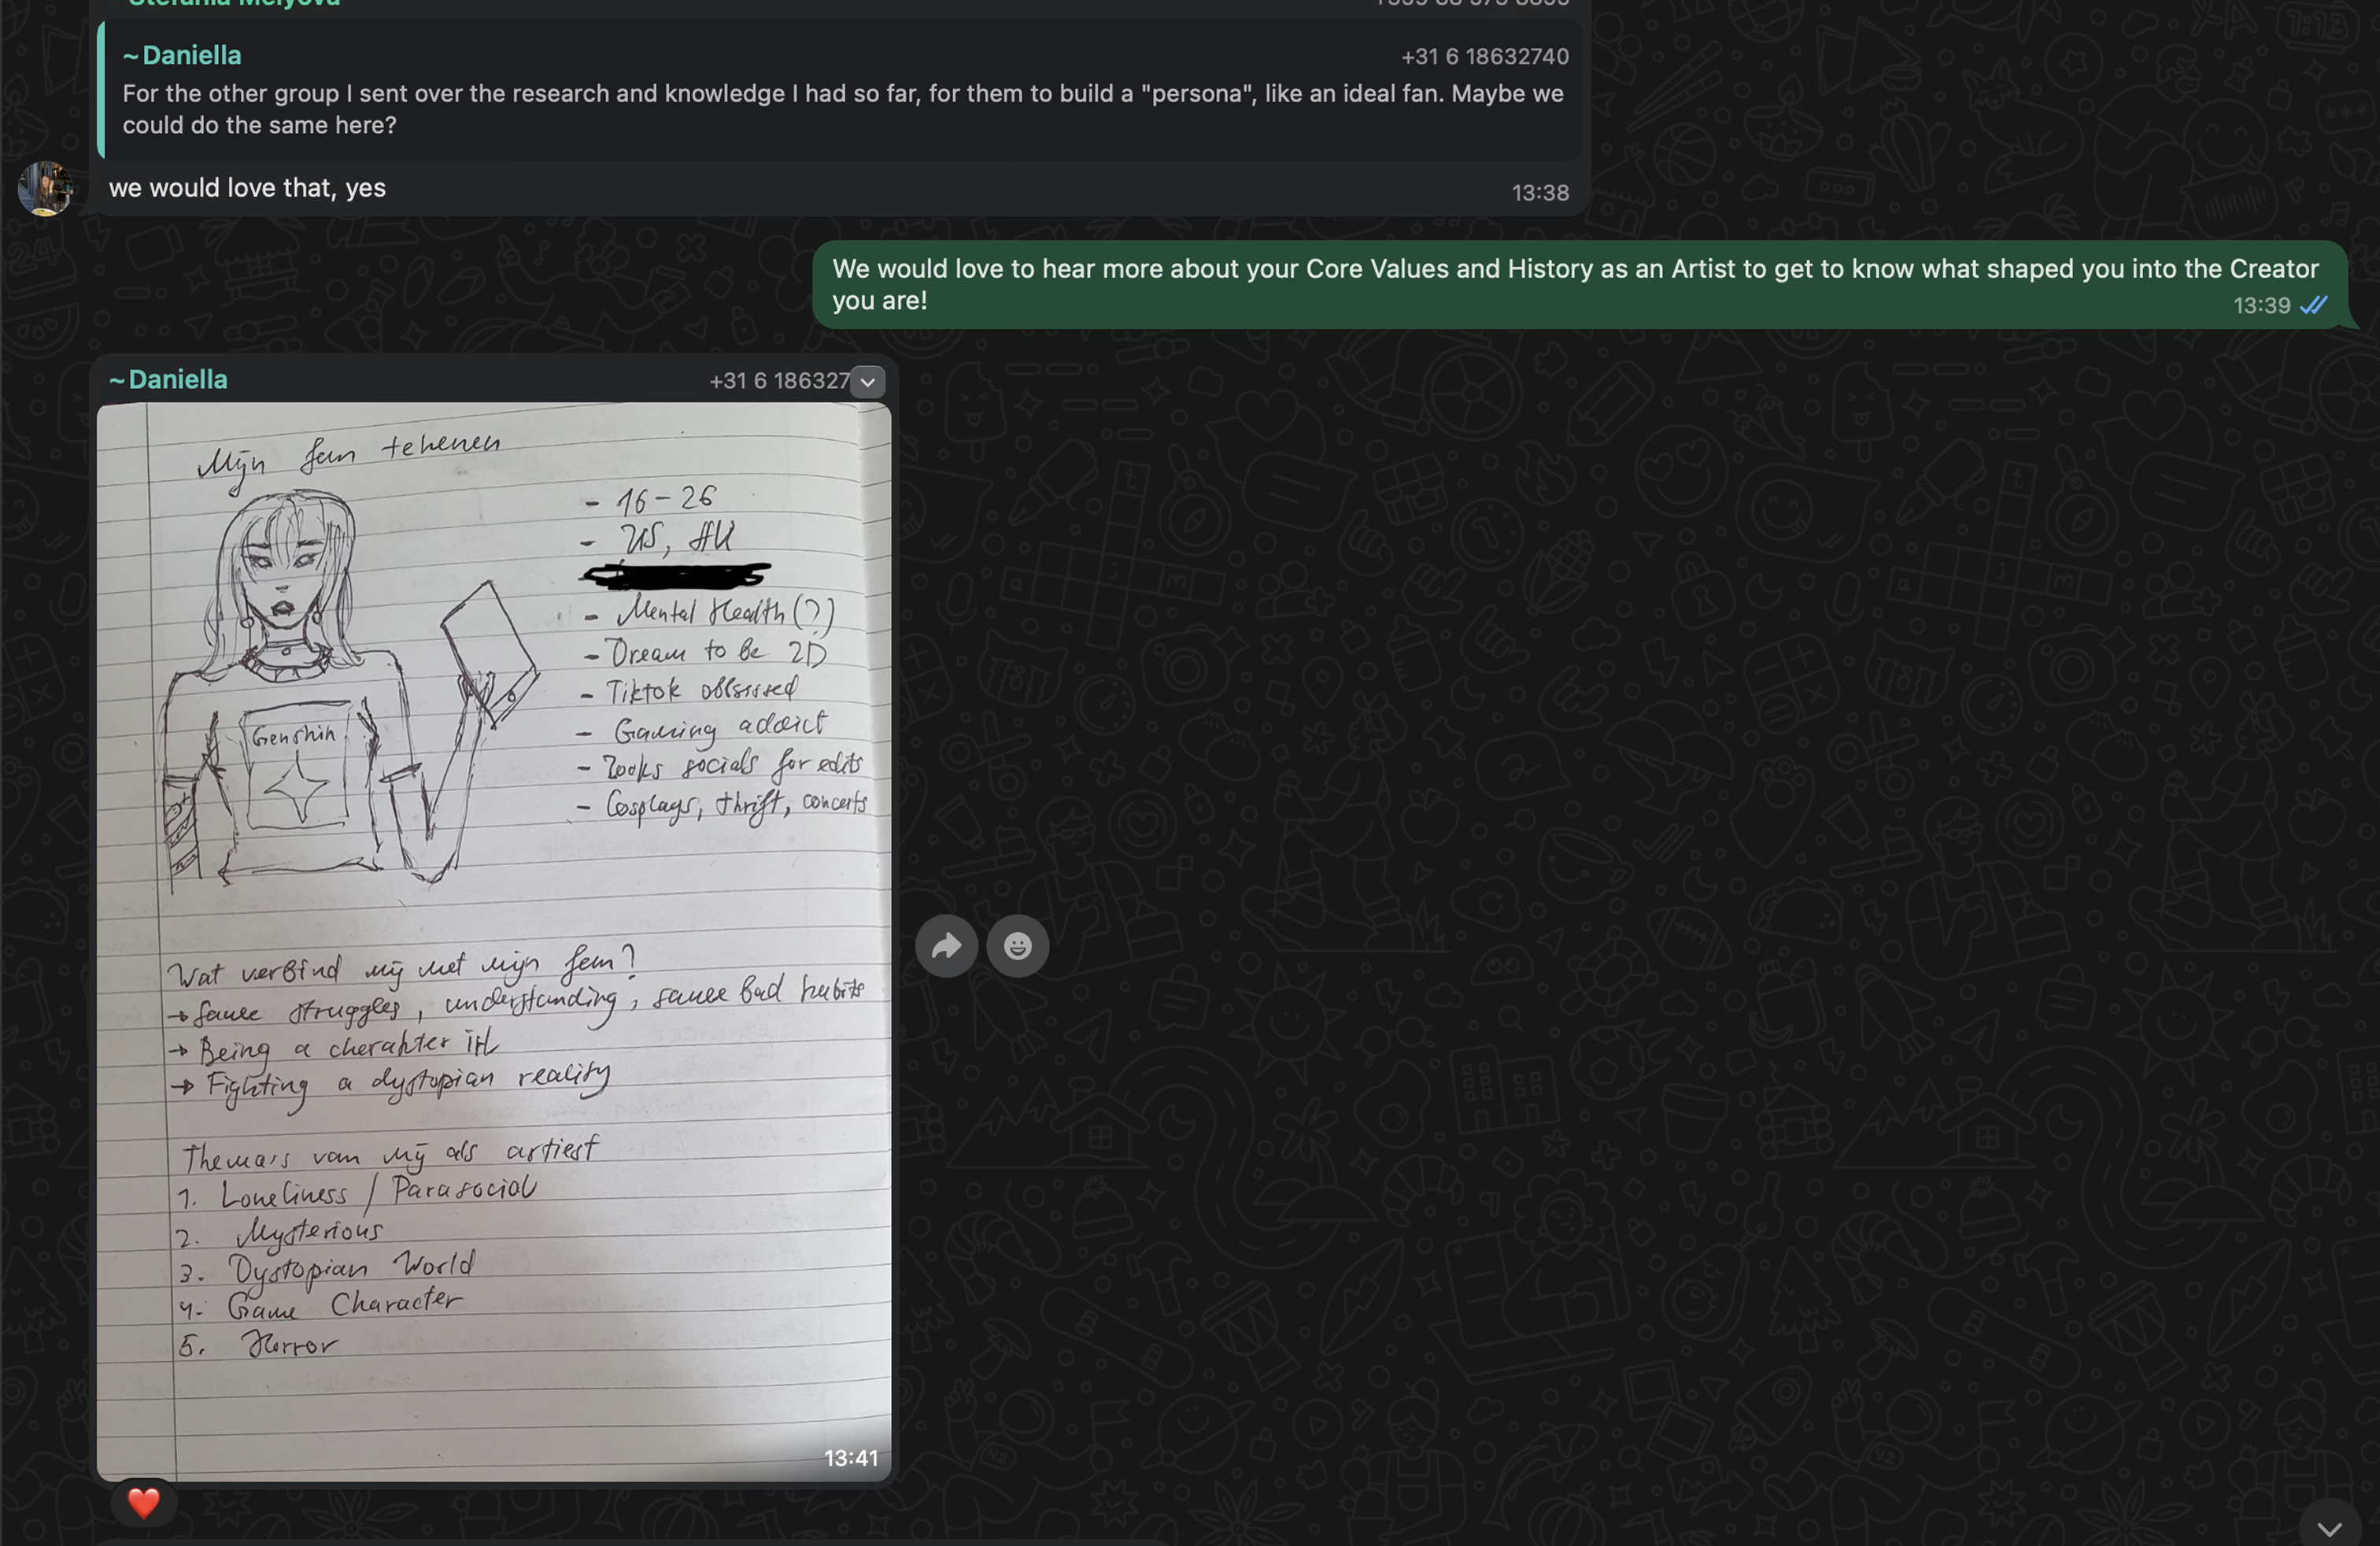 ~Daniella
+31 6 18632740
For the other group I sent over the research and knowledge I had so far, for them to build a "persona", like an ideal fan. Maybe we
could do the same here?
we would love that, yes
13:38
We would love to hear more about your Core Values and History as an Artist to get to know what shaped you into the Creator
you are!
13:39
~Daniella
+31 6 186327
Mijn fan tekenen
- 16-26
- US, HU
- Mental Health (?)
- Dream to be 2D
- Tiktok obsessed
- Gaming addict
- Looks socials for edits
- Cosplays, thrift, concerts
Genshin
Wat verbind mij met mijn fan?
→ Same struggles, understanding, same bad habits
→ Being a charakter irl
→ Fighting a dystopian reality
Thema's van mij als artiest
1. Loneliness / Parasocial
2. Mysterious
3. Dystopian World
4. Game Character
5. Horror
13:41